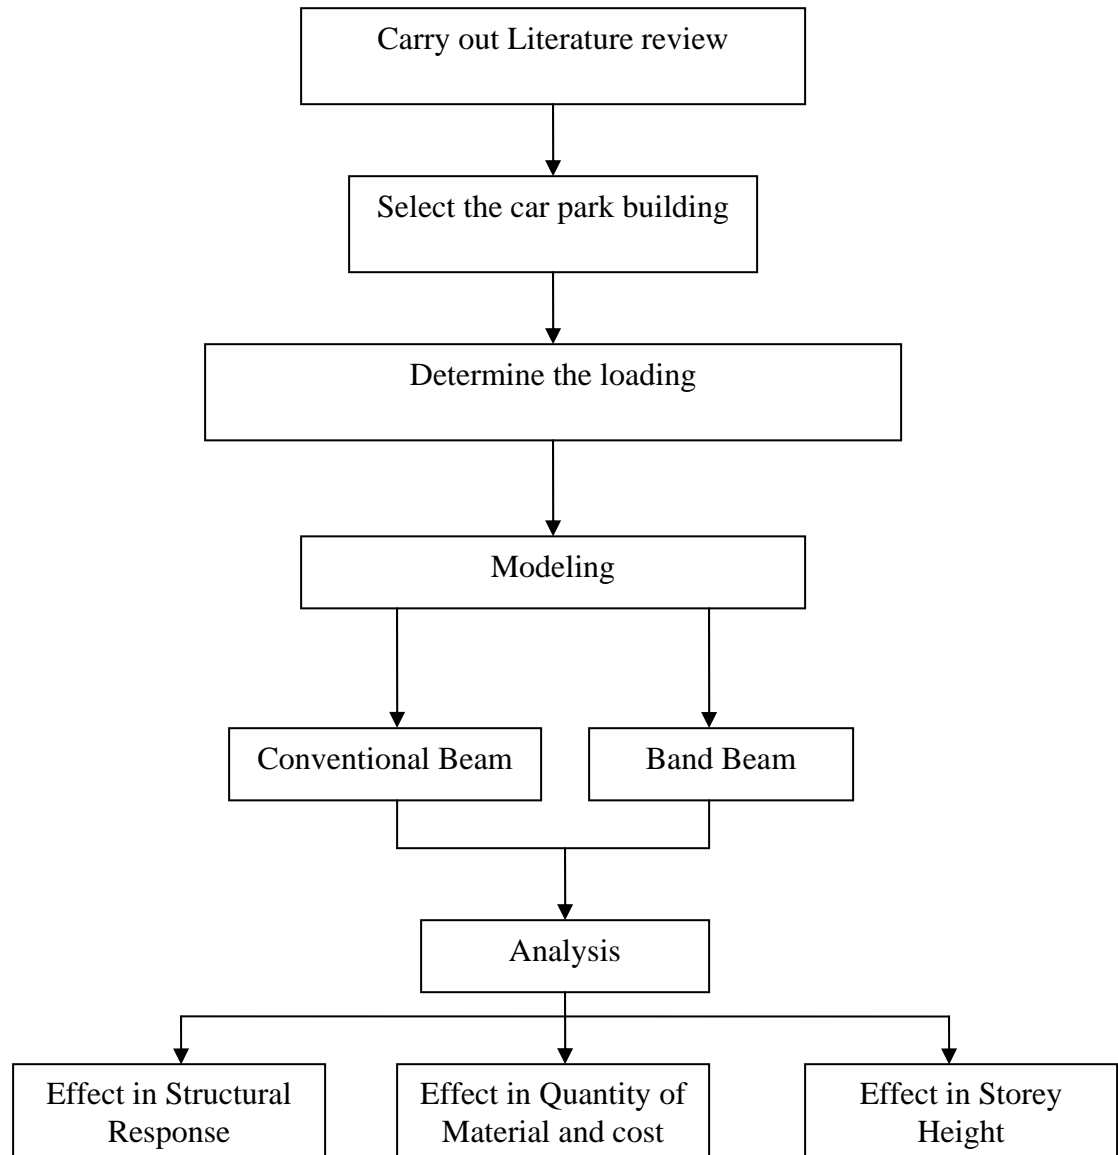 Carry out Literature review
Select the car park building
Determine the loading
Modeling
Conventional Beam
Band Beam
Analysis
Effect in Structural
Response
Effect in Quantity of
Material and cost
Effect in Storey
Height